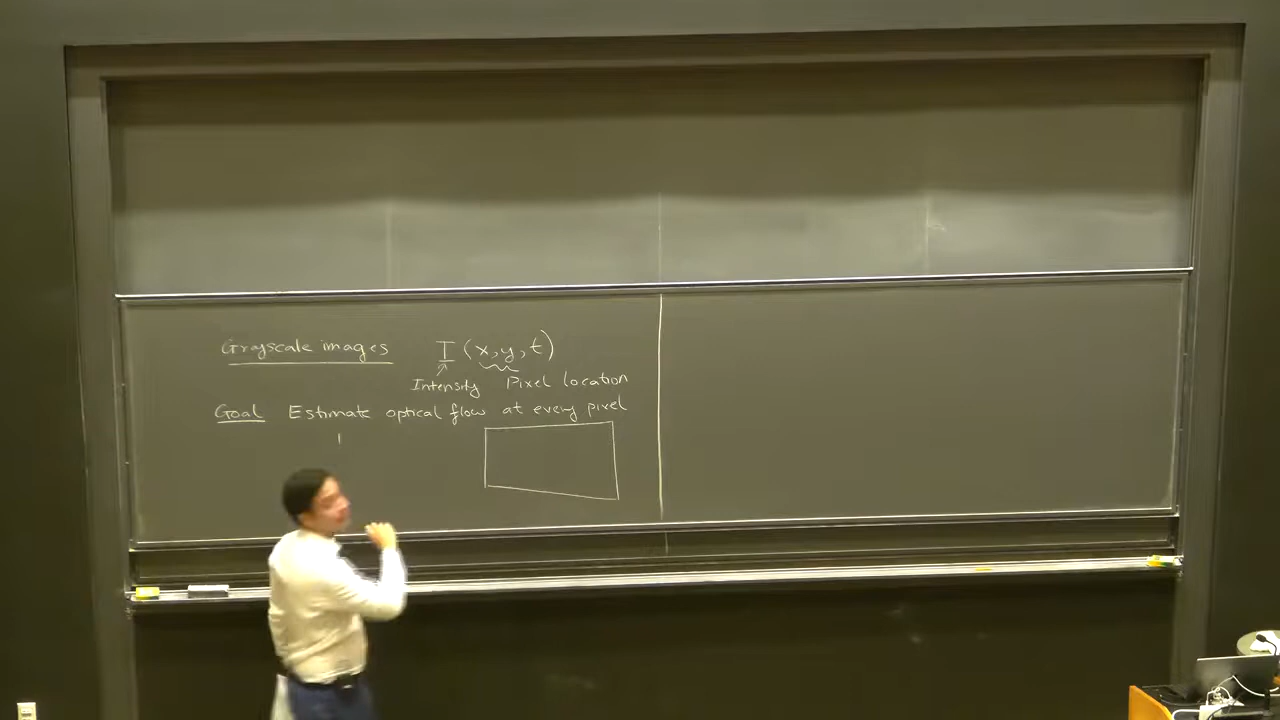 Grayscale images I (x, y, t)
Intensity Pixel location
Goal Estimate optical flow at every pixel